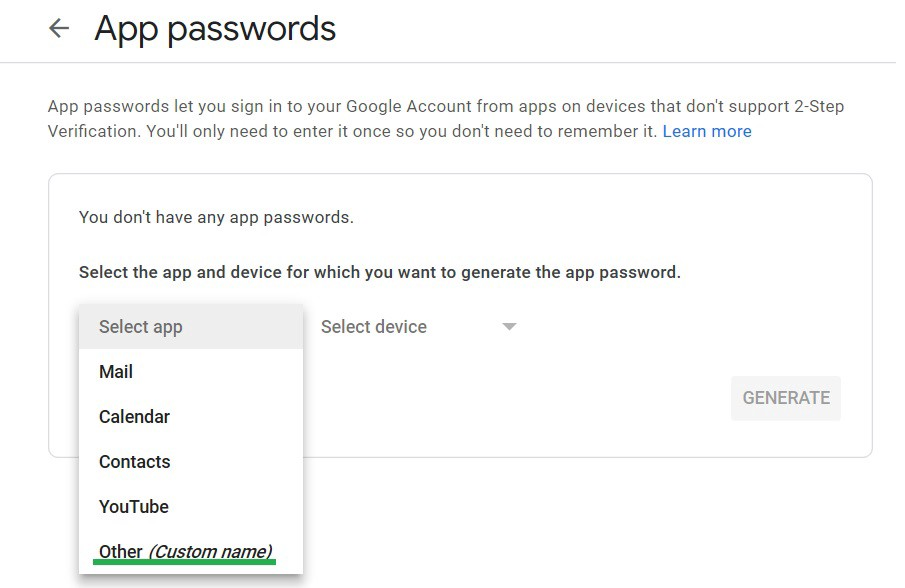 App passwords
App passwords let you sign in to your Google Account from apps on devices that don't support 2-Step
Verification. You'll only need to enter it once so you don't need to remember it. Learn more
You don't have any app passwords.
Select the app and device for which you want to generate the app password.
Select app
Select device
Mail
Calendar
GENERATE
Contacts
YouTube
Other (Custom name)